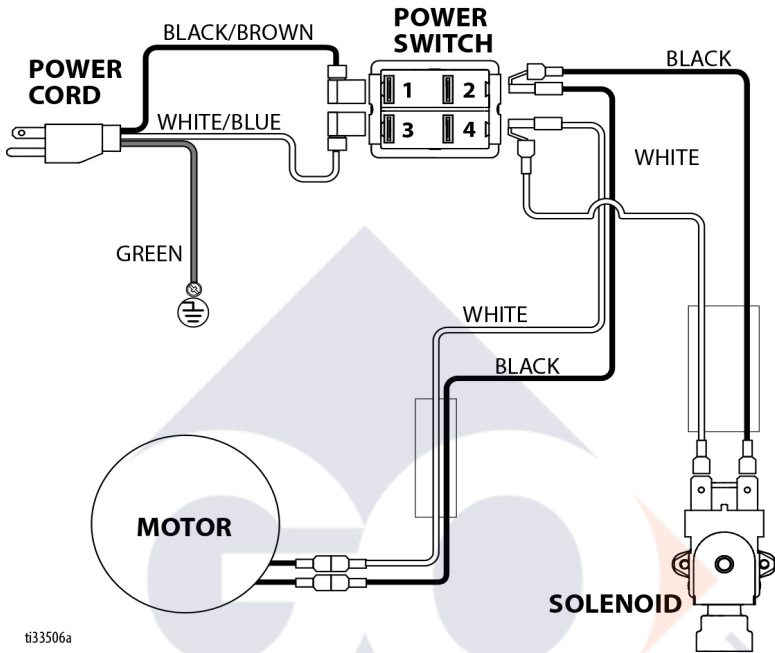 POWER
SWITCH
BLACK/BROWN
POWER
CORD
BLACK
1
2
WHITE/BLUE
3
4
WHITE
GREEN
WHITE
BLACK
MOTOR
SOLENOID
ti33506a